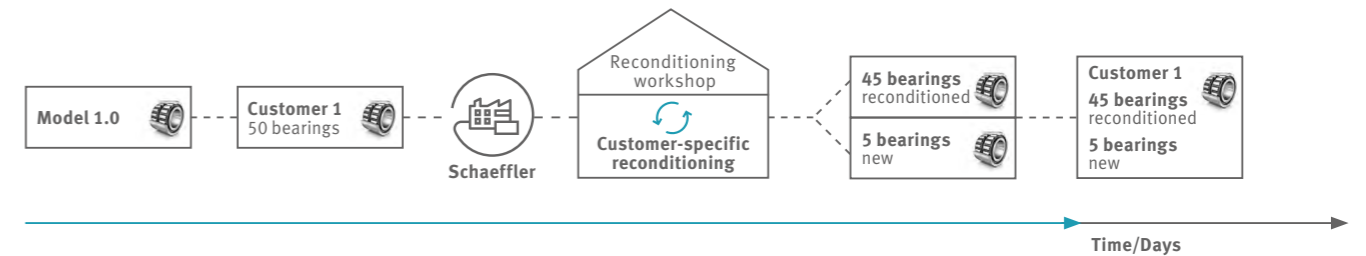 Model 1.0
Customer 1
50 bearings
Schaeffler
Reconditioning
workshop
Customer-specific
reconditioning
45 bearings
reconditioned
5 bearings
new
Customer 1
45 bearings
reconditioned
5 bearings
new
Time/Days